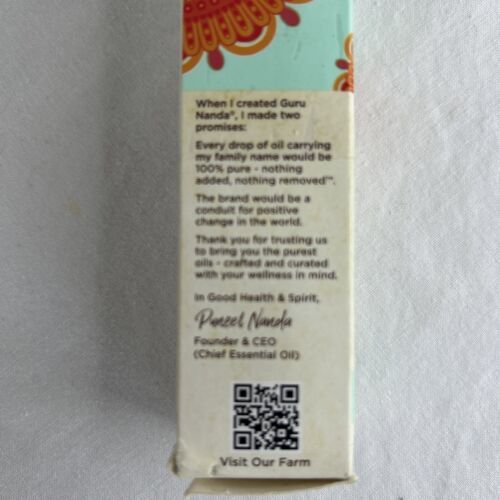 When I created Guru
Nanda®, I made two
promises:
Every drop of oil carrying
my family name would be
100% pure - nothing
added, nothing removed™.
The brand would be a
conduit for positive
change in the world.
Thank you for trusting us
to bring you the purest
oils - crafted and curated
with your wellness in mind.
In Good Health & Spirit,
Puneet Nanda
Founder & CEO
(Chief Essential Oil)
Visit Our Farm